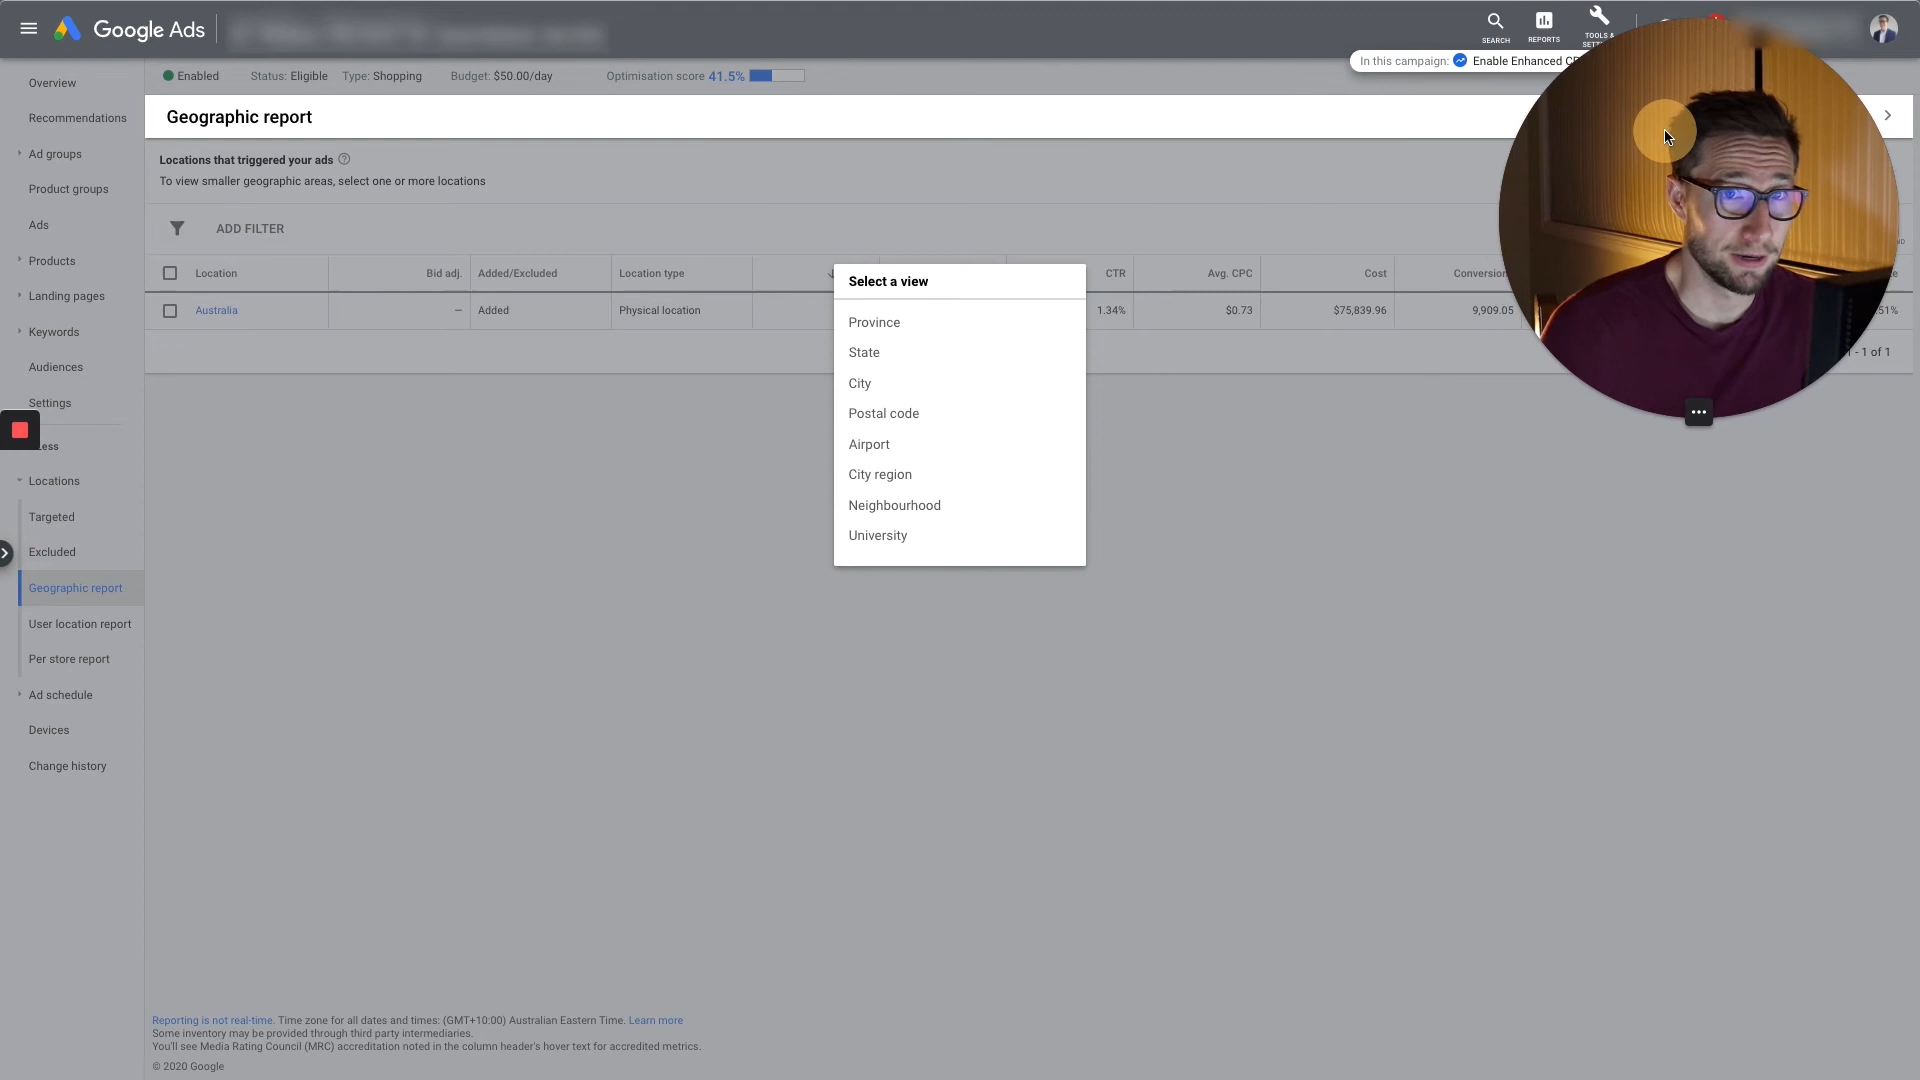 Google Ads
SEARCH
REPORTS
TOOLS &
In this campaign: Enable Enhanced
Overview
Recommendations
Ad groups
Product groups
Ads
Products
Landing pages
Keywords
Audiences
Settings
Locations
Targeted
Excluded
Geographic report
User location report
Per store report
Ad schedule
Devices
Change history
Enabled Status: Eligible Type: Shopping Budget: $50.00/day Optimisation score 41.5%
Geographic report
Locations that triggered your ads
To view smaller geographic areas, select one or more locations
ADD FILTER
Location Bid adj. Added/Excluded Location type CTR Avg. CPC Cost
Australia — Added Physical location 1.34% $0.73 $75,839.96 9,909.05
- 1 of 1
Select a view
Province
State
City
Postal code
Airport
City region
Neighbourhood
University
Reporting is not real-time. Time zone for all dates and times: (GMT+10:00) Australian Eastern Time. Learn more
Some inventory may be provided through third party intermediaries.
You'll see Media Rating Council (MRC) accreditation noted in the column header's hover text for accredited metrics.
© 2020 Google